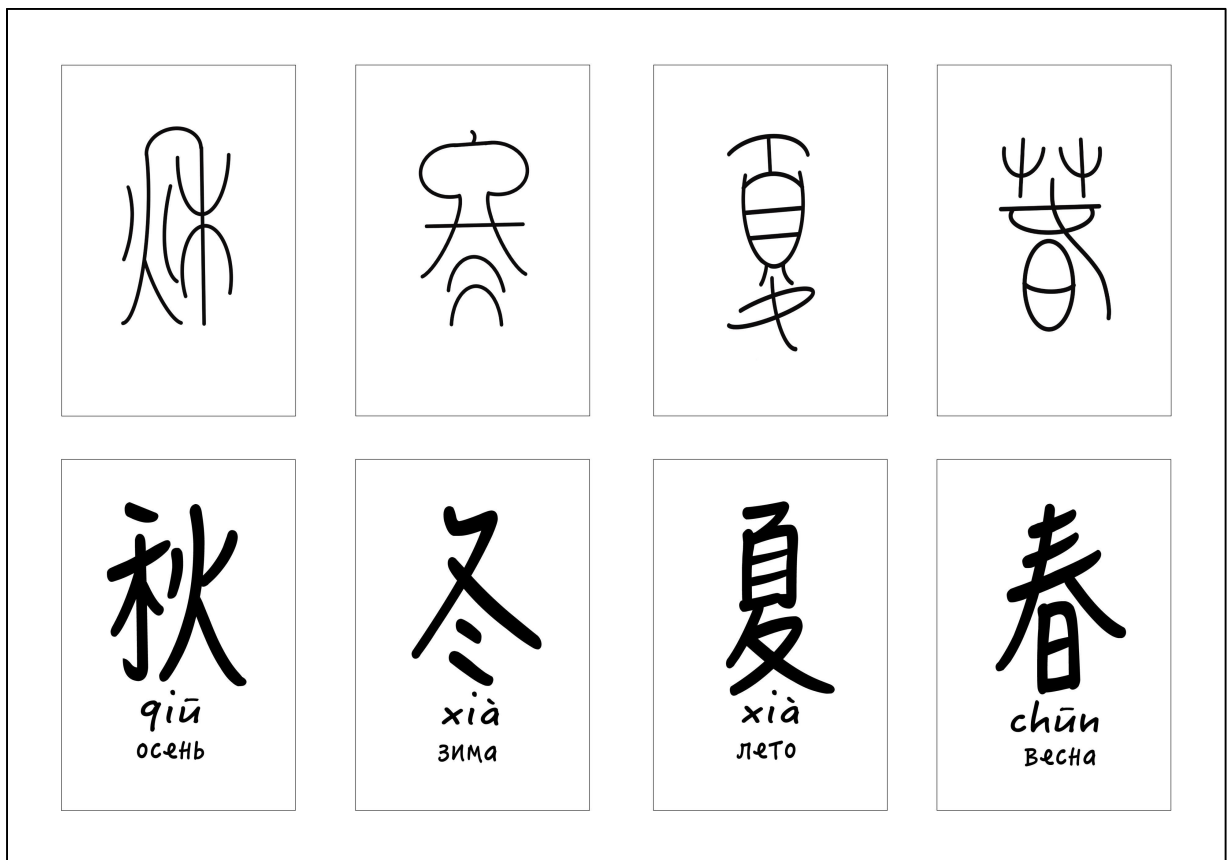 秋
qiū
осень
冬
xià
зима
夏
xià
лето
春
chūn
весна